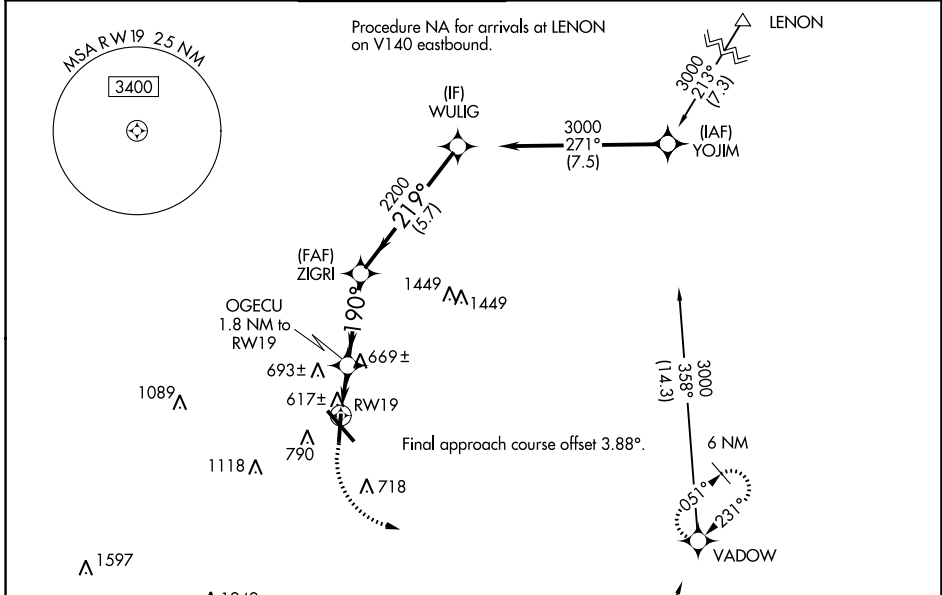 Procedure NA for arrivals at LENON
on V140 eastbound.
LENON
MSA RW19 25 NM
3400
3000
213°
(7.3)
(IF)
WULIG
3000
271°
(7.5)
(IAF)
YOJIM
2200
219°
(5.7)
(FAF)
ZIGRI
190°
1449
1449
OGECU
1.8 NM to
RW19
669±
693±
617±
RW19
1089
790
Final approach course offset 3.88°.
3000
358°
(14.3)
6 NM
1118
718
051°
231°
VADOW
1597